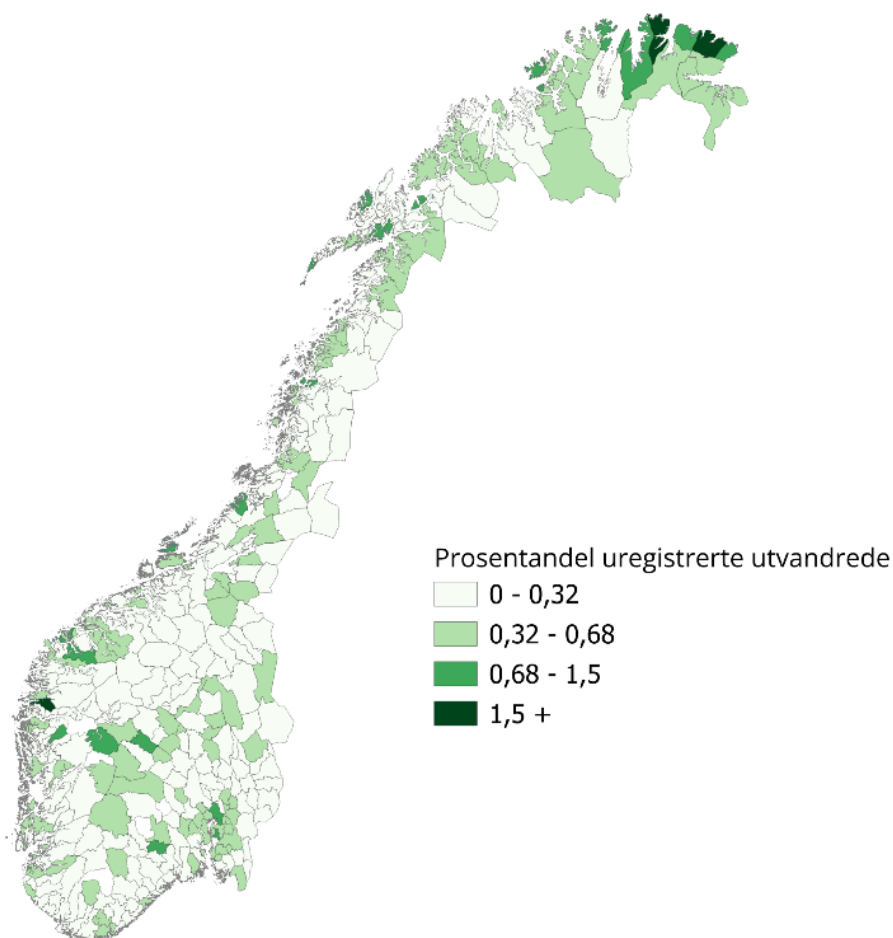 Prosentandel uregistrerte utvandrede
0 - 0,32
0,32 - 0,68
0,68 - 1,5
1,5 +